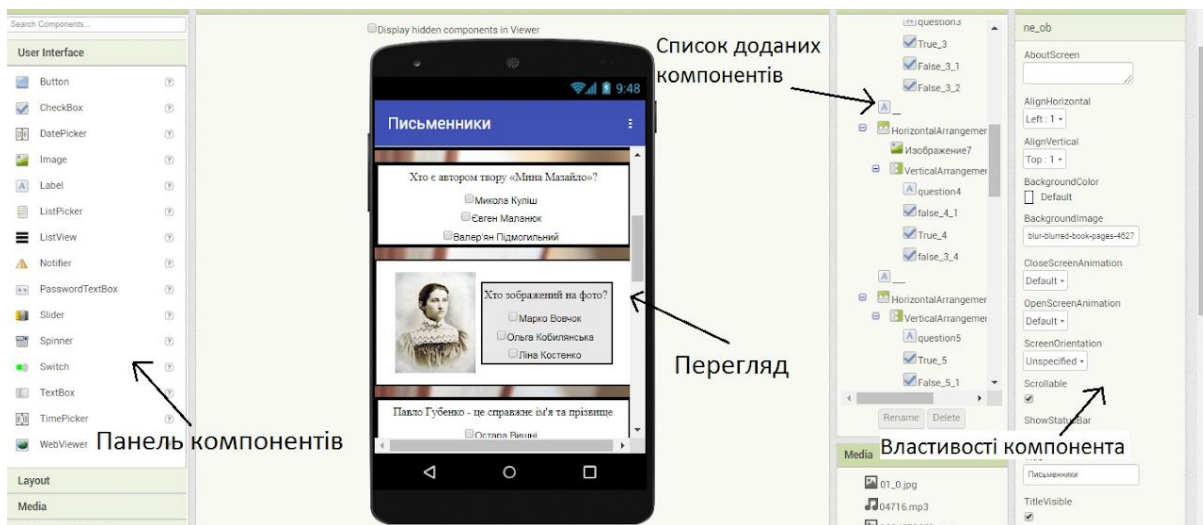 Search Components...
User Interface
Button
CheckBox
DatePicker
Image
Label
ListPicker
ListView
Notifier
PasswordTextBox
Slider
Spinner
Switch
TextBox
TimePicker
WebViewer
Панель компонентів
Layout
Media
Display hidden components in Viewer
9:48
Письменники
Хто є автором твору «Мина Мазайло»?
Микола Куліш
Євген Маланюк
Валер'ян Підмогильний
Хто зображений на фото?
Марко Вовчок
Ольга Кобилянська
Ліна Костенко
Павло Губенко - це справжнє ім'я та прізвище
Остапа Вишні
Перегляд
Список доданих
компонентів
question3
True_3
False_3_1
False_3_2
HorizontalArrangemer
Изображение7
VerticalArrangemer
question4
false_4_1
True_4
false_3_4
HorizontalArrangemer
VerticalArrangemer
question5
True_5
False_5_1
Rename Delete
Media
01_0.jpg
04716.mp3
ne_ob
AboutScreen
AlignHorizontal
Left : 1
AlignVertical
Top : 1
BackgroundColor
Default
BackgroundImage
blur-blurred-book-pages-4627
CloseScreenAnimation
Default
OpenScreenAnimation
Default
ScreenOrientation
Unspecified
Scrollable
ShowStatusBar
Властивості компонента
Письменники
TitleVisible